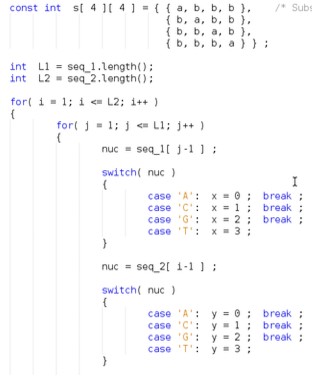 const int  s[ 4 ][ 4 ] = { { a, b, b, b },    /* Subs
{ b, a, b, b },
{ b, b, a, b },
{ b, b, b, a } } ;
int  L1 = seq_1.length();
int  L2 = seq_2.length();
for( i = 1; i <= L2; i++ )
{
for( j = 1; j <= L1; j++ )
{
nuc = seq_1[ j-1 ] ;
switch( nuc )
{
case 'A':  x = 0 ;  break ;
case 'C':  x = 1 ;  break ;
case 'G':  x = 2 ;  break ;
case 'T':  x = 3 ;
}
nuc = seq_2[ i-1 ] ;
switch( nuc )
{
case 'A':  y = 0 ;  break ;
case 'C':  y = 1 ;  break ;
case 'G':  y = 2 ;  break ;
case 'T':  y = 3 ;
}